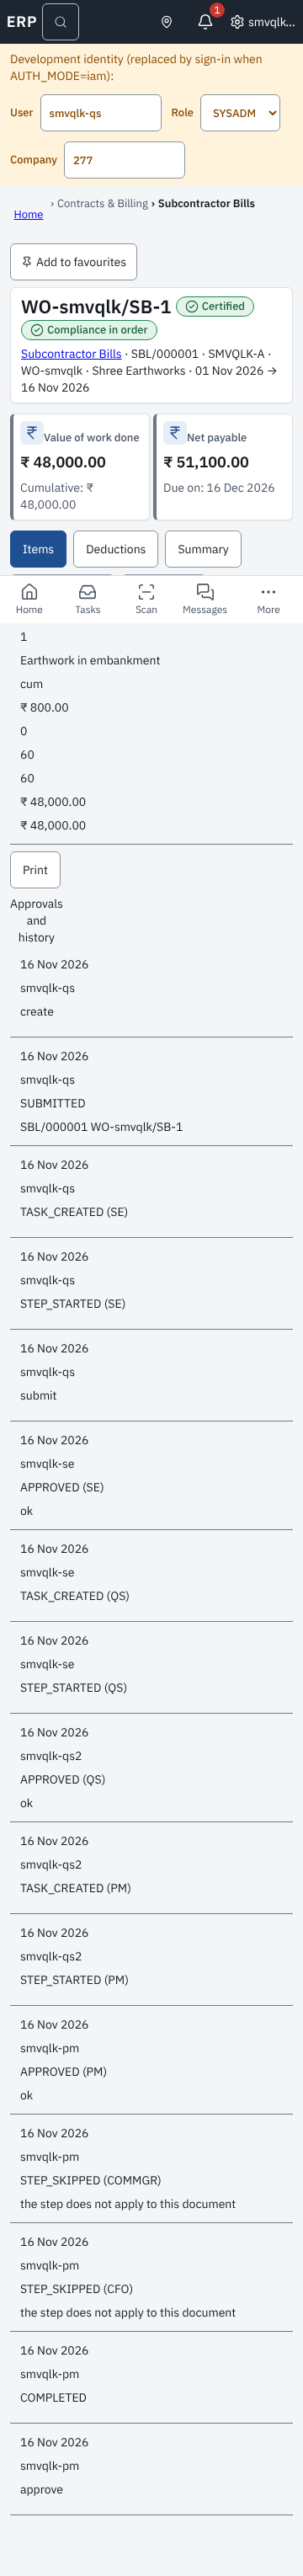 ERP
1
smvqlk...
Development identity (replaced by sign-in when
AUTH_MODE=iam):
User smvqlk-qs Role SYSADM
Company 277
Home › Contracts & Billing › Subcontractor Bills
Add to favourites
WO-smvqlk/SB-1 Certified
Compliance in order
Subcontractor Bills · SBL/000001 · SMVQLK-A ·
WO-smvqlk · Shree Earthworks · 01 Nov 2026 →
16 Nov 2026
₹ Value of work done
₹ 48,000.00
Cumulative: ₹
48,000.00
₹ Net payable
₹ 51,100.00
Due on: 16 Dec 2026
Items Deductions Summary
Home Tasks Scan Messages More
1
Earthwork in embankment
cum
₹ 800.00
0
60
60
₹ 48,000.00
₹ 48,000.00
Print
Approvals
and
history
16 Nov 2026
smvqlk-qs
create
16 Nov 2026
smvqlk-qs
SUBMITTED
SBL/000001 WO-smvqlk/SB-1
16 Nov 2026
smvqlk-qs
TASK_CREATED (SE)
16 Nov 2026
smvqlk-qs
STEP_STARTED (SE)
16 Nov 2026
smvqlk-qs
submit
16 Nov 2026
smvqlk-se
APPROVED (SE)
ok
16 Nov 2026
smvqlk-se
TASK_CREATED (QS)
16 Nov 2026
smvqlk-se
STEP_STARTED (QS)
16 Nov 2026
smvqlk-qs2
APPROVED (QS)
ok
16 Nov 2026
smvqlk-qs2
TASK_CREATED (PM)
16 Nov 2026
smvqlk-qs2
STEP_STARTED (PM)
16 Nov 2026
smvqlk-pm
APPROVED (PM)
ok
16 Nov 2026
smvqlk-pm
STEP_SKIPPED (COMMGR)
the step does not apply to this document
16 Nov 2026
smvqlk-pm
STEP_SKIPPED (CFO)
the step does not apply to this document
16 Nov 2026
smvqlk-pm
COMPLETED
16 Nov 2026
smvqlk-pm
approve